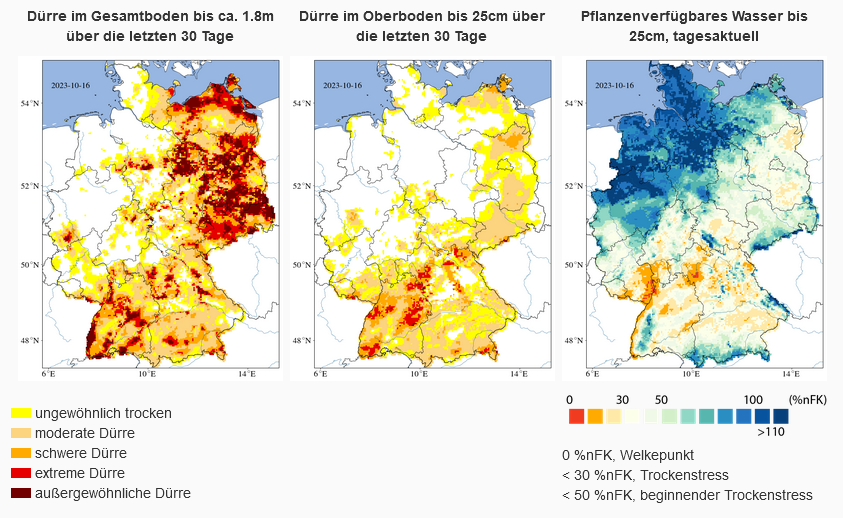 Dürre im Gesamtboden bis ca. 1.8m
über die letzten 30 Tage
Dürre im Oberboden bis 25cm über
die letzten 30 Tage
Pflanzenverfügbares Wasser bis
25cm, tagesaktuell
2023-10-16
54°N
52°N
50°N
48°N
6°E
10°E
14°E
2023-10-16
54°N
52°N
50°N
48°N
6°E
10°E
14°E
2023-10-16
54°N
52°N
50°N
48°N
6°E
10°E
14°E
ungewöhnlich trocken
moderate Dürre
schwere Dürre
extreme Dürre
außergewöhnliche Dürre
0 30 50 100 (%nFK)
>110
0 %nFK, Welkepunkt
< 30 %nFK, Trockenstress
< 50 %nFK, beginnender Trockenstress